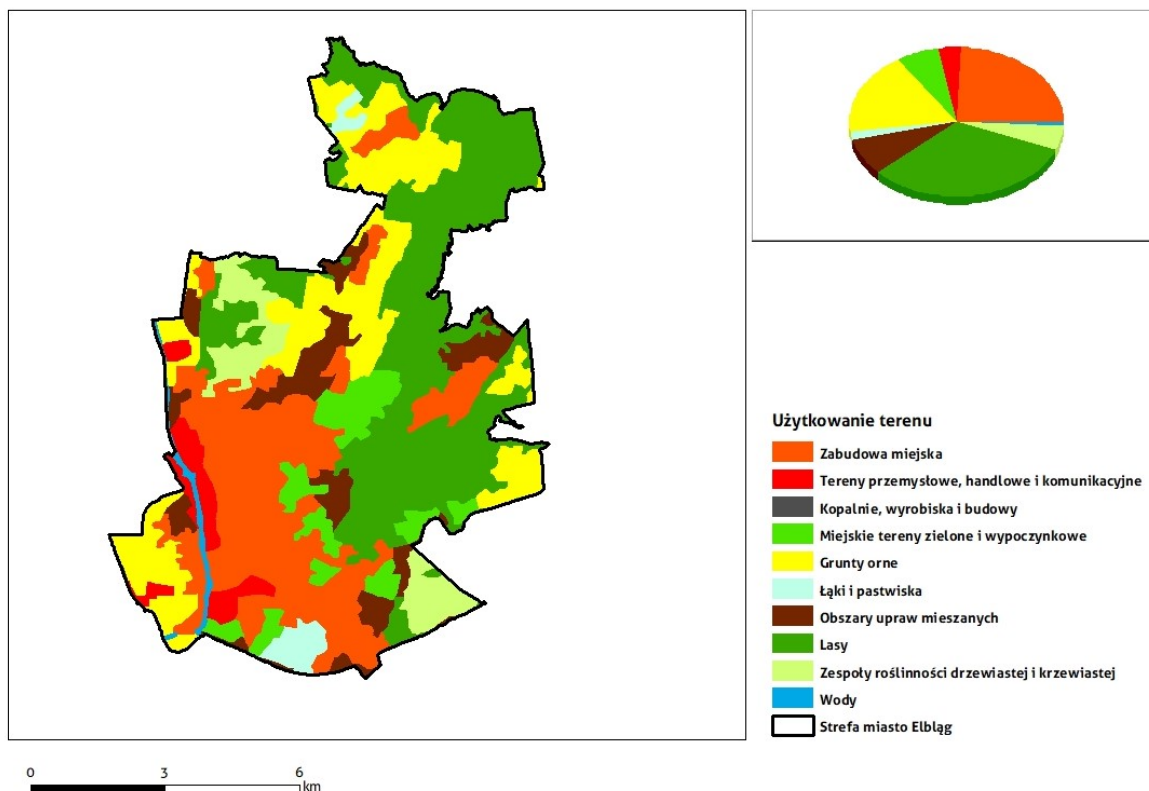 Użytkowanie terenu
Zabudowa miejska
Tereny przemysłowe, handlowe i komunikacyjne
Kopalnie, wyrobiska i budowy
Miejskie tereny zielone i wypoczynkowe
Grunty orne
Łąki i pastwiska
Obszary upraw mieszanych
Lasy
Zespoły roślinności drzewiastej i krzewiastej
Wody
Strefa miasto Elbląg
0 3 6
km